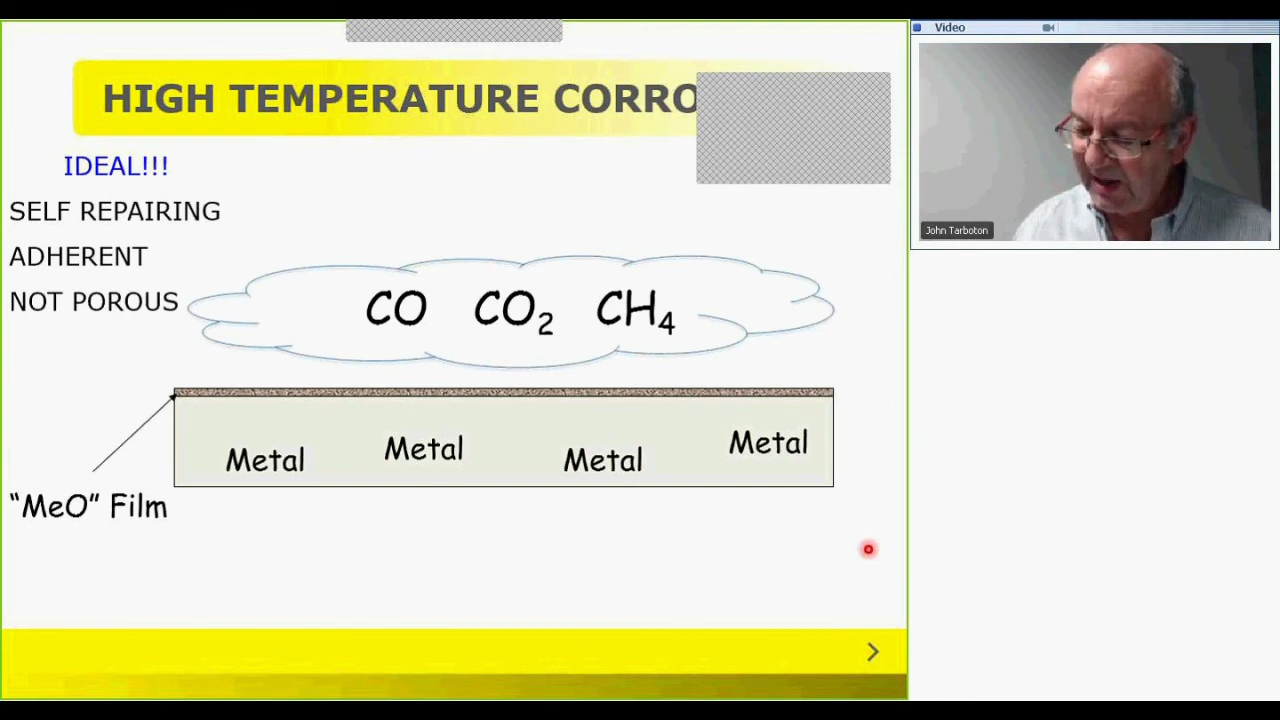 HIGH TEMPERATURE CORRO
IDEAL!!!
SELF REPAIRING
ADHERENT
NOT POROUS
CO CO₂ CH₄
Metal Metal Metal Metal
"MeO" Film
Video
John Tarboton